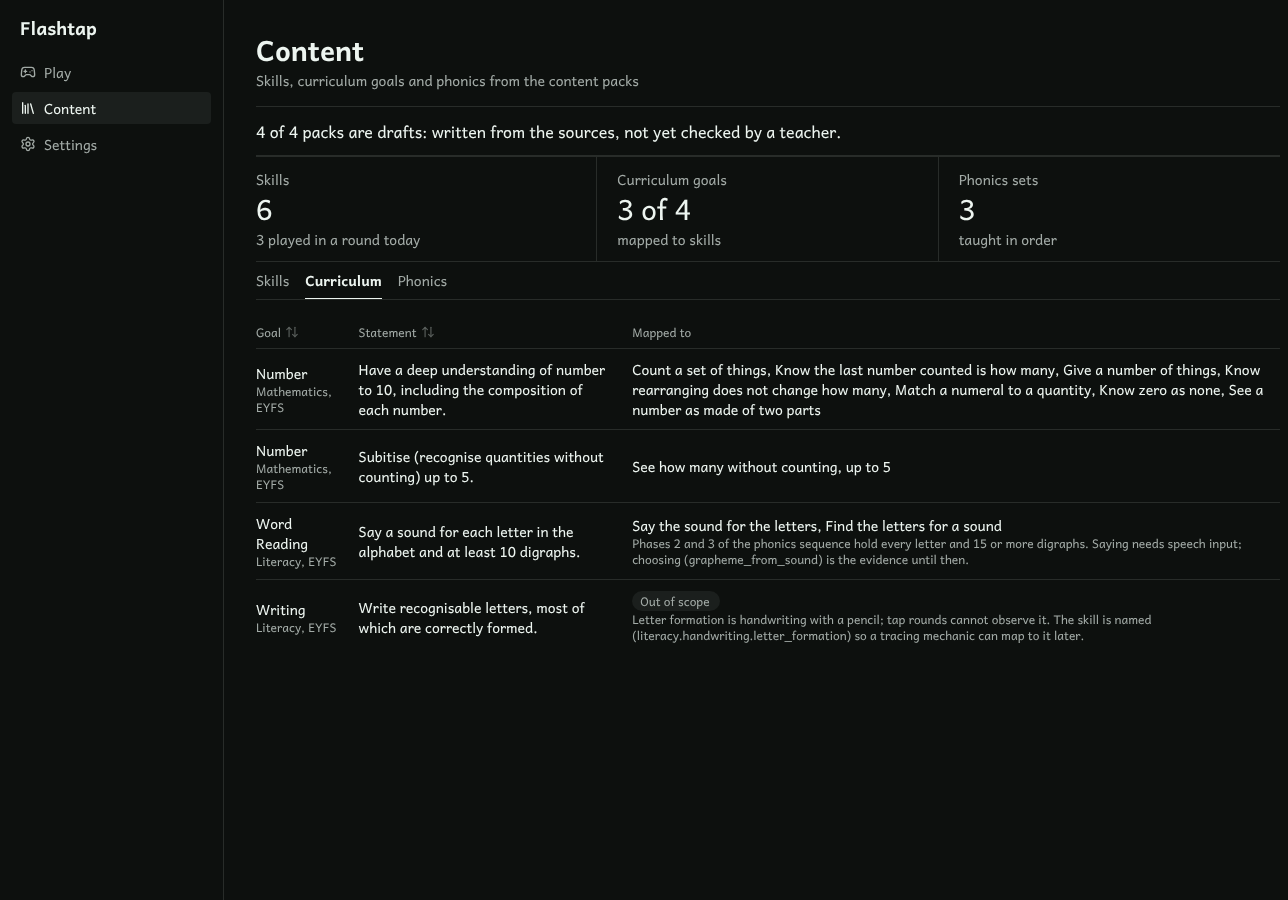 Flashtap
Play
Content
Settings
Content
Skills, curriculum goals and phonics from the content packs
4 of 4 packs are drafts: written from the sources, not yet checked by a teacher.
Skills
6
3 played in a round today
Curriculum goals
3 of 4
mapped to skills
Phonics sets
3
taught in order
Skills
Curriculum
Phonics
Goal
Statement
Mapped to
Number
Mathematics,
EYFS
Have a deep understanding of number
to 10, including the composition of
each number.
Count a set of things, Know the last number counted is how many, Give a number of things, Know
rearranging does not change how many, Match a numeral to a quantity, Know zero as none, See a
number as made of two parts
Number
Mathematics,
EYFS
Subitise (recognise quantities without
counting) up to 5.
See how many without counting, up to 5
Word
Reading
Literacy, EYFS
Say a sound for each letter in the
alphabet and at least 10 digraphs.
Say the sound for the letters, Find the letters for a sound
Phases 2 and 3 of the phonics sequence hold every letter and 15 or more digraphs. Saying needs speech input;
choosing (grapheme_from_sound) is the evidence until then.
Writing
Literacy, EYFS
Write recognisable letters, most of
which are correctly formed.
Out of scope
Letter formation is handwriting with a pencil; tap rounds cannot observe it. The skill is named
(literacy.handwriting.letter_formation) so a tracing mechanic can map to it later.